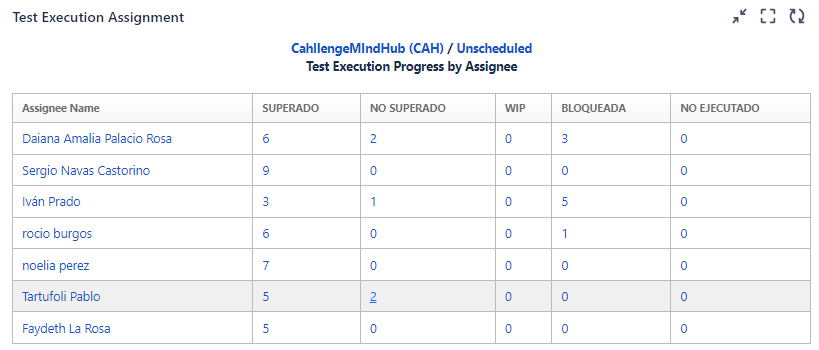 Test Execution Assignment
CahllengeMIndHub (CAH) / Unscheduled
Test Execution Progress by Assignee
Assignee Name SUPERADO NO SUPERADO WIP BLOQUEADA NO EJECUTADO
Daiana Amalia Palacio Rosa 6 2 0 3 0
Sergio Navas Castorino 9 0 0 0 0
Iván Prado 3 1 0 5 0
rocio burgos 6 0 0 1 0
noelia perez 7 0 0 0 0
Tartufoli Pablo 5 2 0 0 0
Faydeth La Rosa 5 0 0 0 0